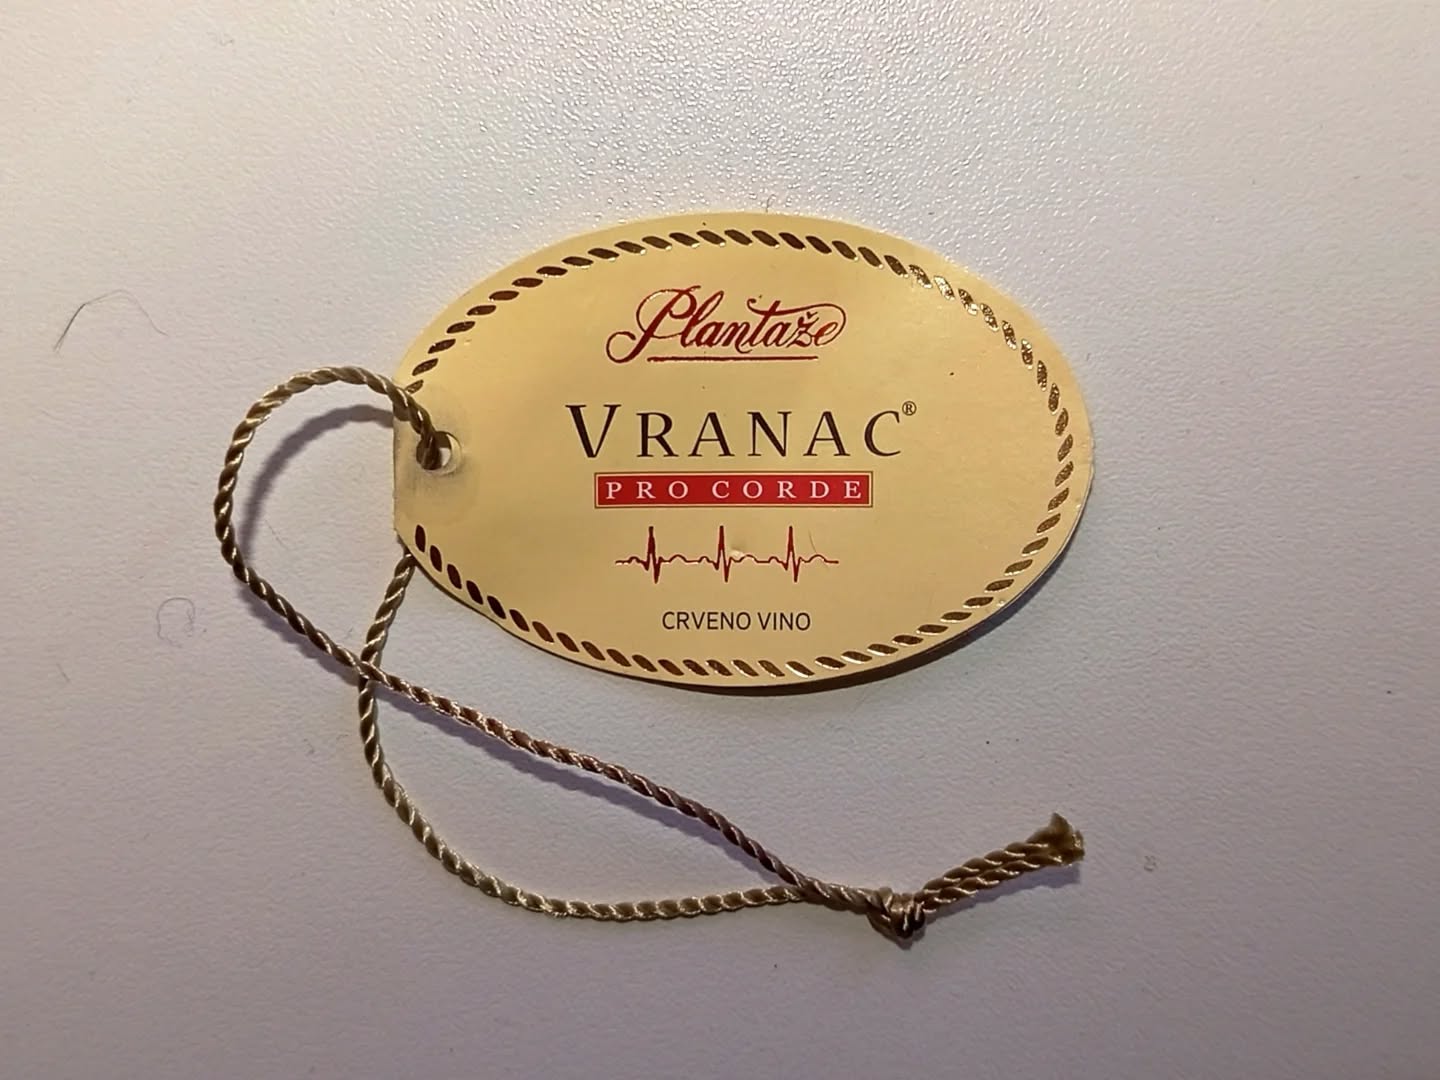 Plantaže
VRANAC®
PRO CORDE
CRVENO VINO